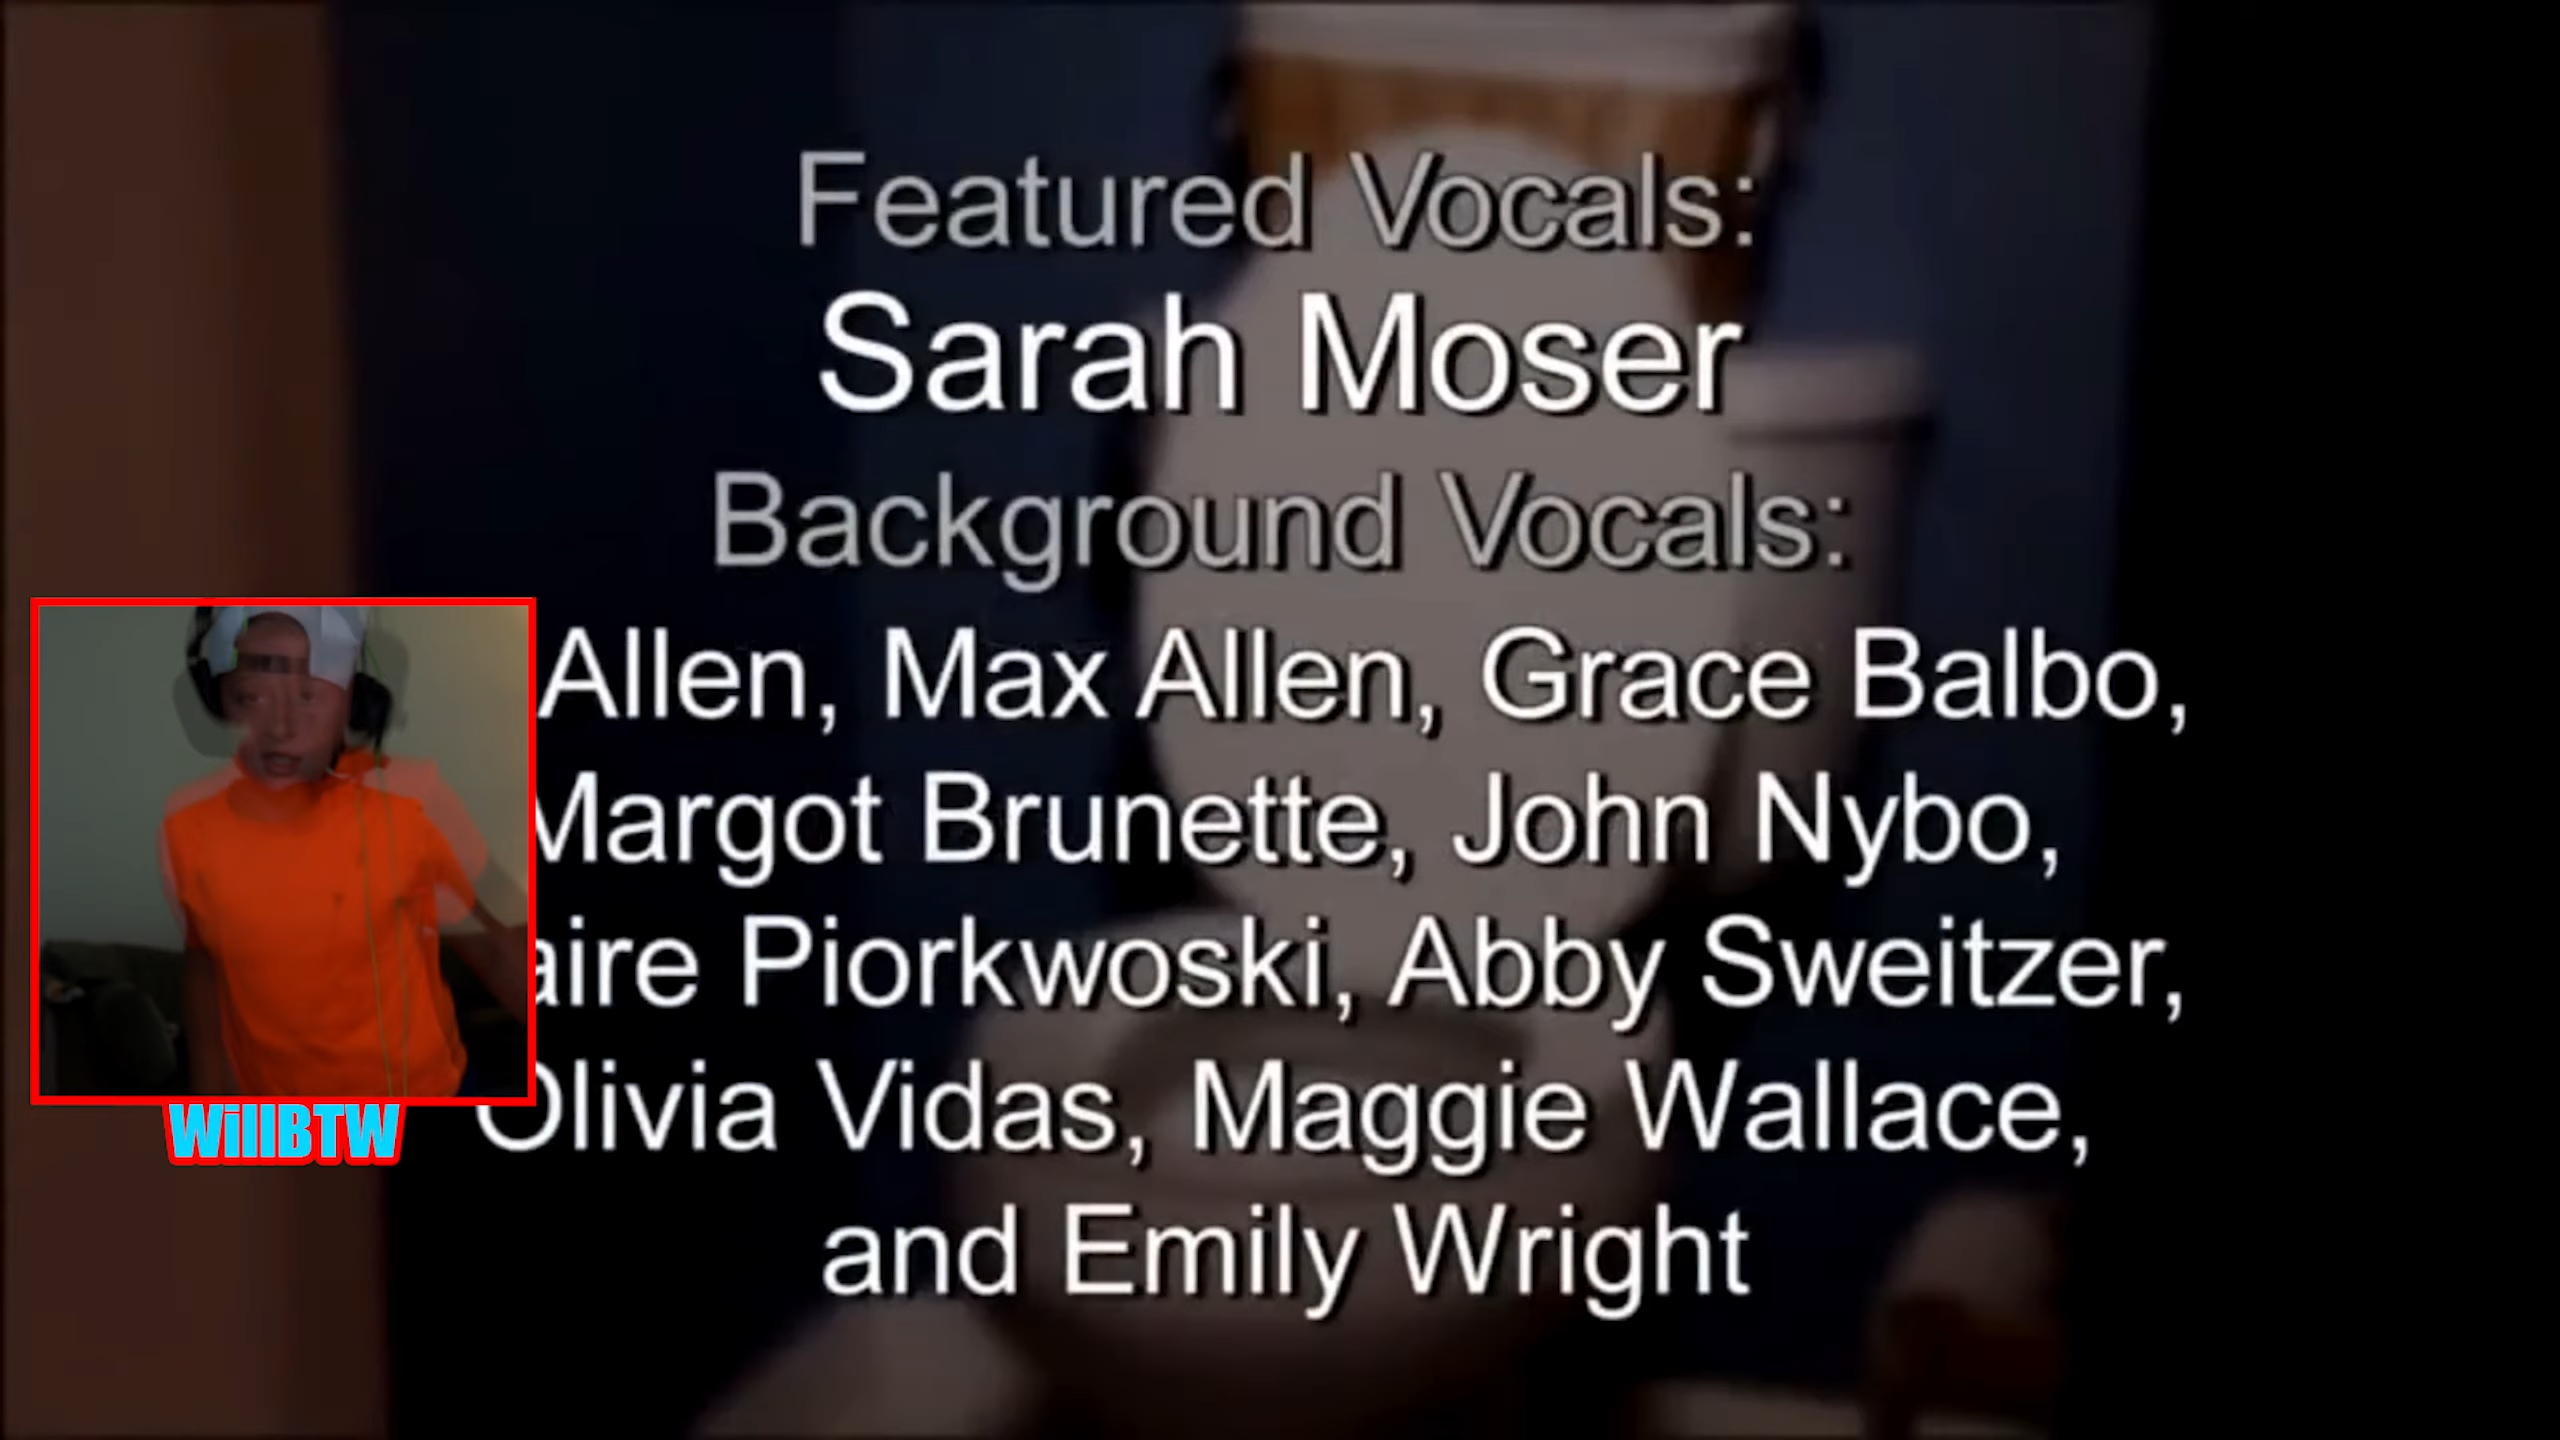 Featured Vocals:
Sarah Moser
Background Vocals:
Allen, Max Allen, Grace Balbo,
Margot Brunette, John Nybo,
aire Piorkwoski, Abby Sweitzer,
Olivia Vidas, Maggie Wallace,
WillBTW
and Emily Wright